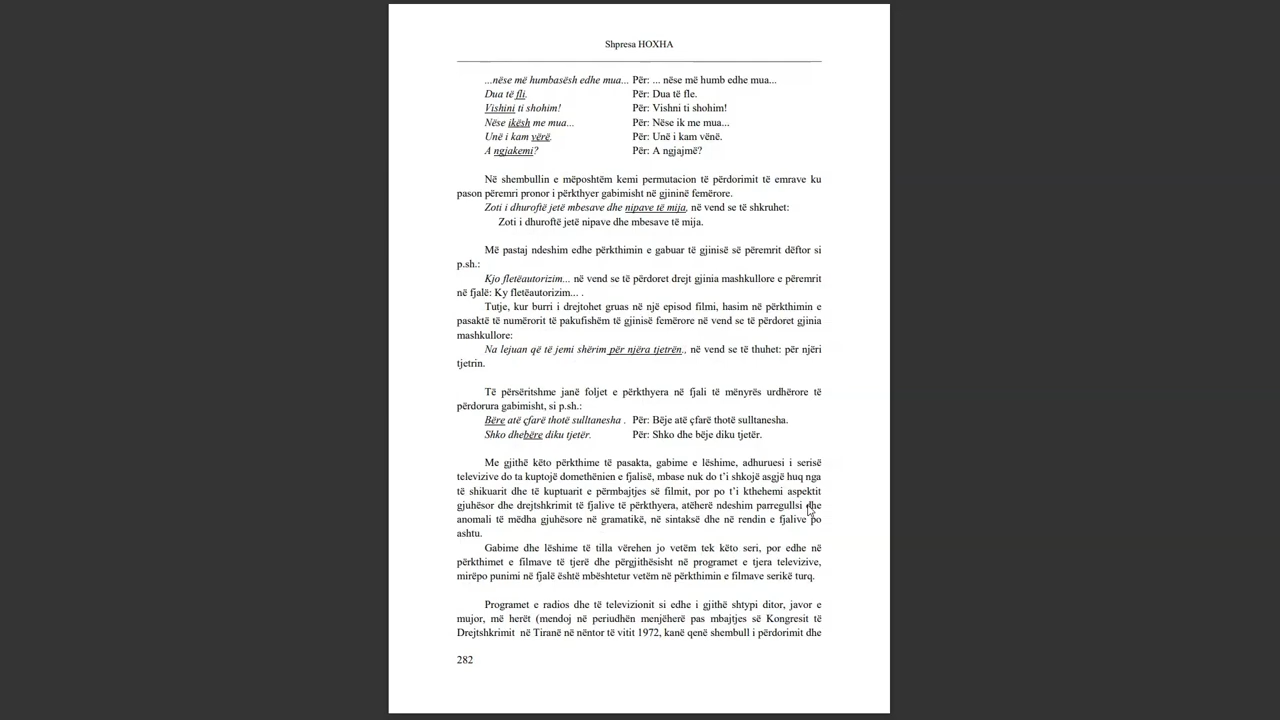 Shpresa HOXHA
...nëse më humbasësh edhe mua... Për: ... nëse më humb edhe mua...
Dua të fli. Për: Dua të fle.
Vishini ti shohim! Për: Vishni ti shohim!
Nëse ikësh me mua... Për: Nëse ik me mua...
Unë i kam vërë. Për: Unë i kam vënë.
A ngjakemi? Për: A ngjajmë?
Në shembullin e mëposhtëm kemi permutacion të përdorimit të emrave ku
pason përemri pronor i përkthyer gabimisht në gjininë femërore.
Zoti i dhuroftë jetë mbesave dhe nipave të mija, në vend se të shkruhet:
Zoti i dhuroftë jetë nipave dhe mbesave të mija.
Më pastaj ndeshim edhe përkthimin e gabuar të gjinisë së përemrit dëftor si
p.sh.:
Kjo fletëautorizim... në vend se të përdoret drejt gjinia mashkullore e përemrit
në fjalë: Ky fletëautorizim... .
Tutje, kur burri i drejtohet gruas në një episod filmi, hasim në përkthimin e
pasaktë të numërorit të pakufishëm të gjinisë femërore në vend se të përdoret gjinia
mashkullore:
Na lejuan që të jemi shërim për njëra tjetrën., në vend se të thuhet: për njëri
tjetrin.
Të përsëritshme janë foljet e përkthyera në fjali të mënyrës urdhërore të
përdorura gabimisht, si p.sh.:
Bëre atë çfarë thotë sulltanesha . Për: Bëje atë çfarë thotë sulltanesha.
Shko dhebëre diku tjetër. Për: Shko dhe bëje diku tjetër.
Me gjithë këto përkthime të pasakta, gabime e lëshime, adhuruesi i serisë
televizive do ta kuptojë domethënien e fjalisë, mbase nuk do t’i shkojë asgjë huq nga
të shikuarit dhe të kuptuarit e përmbajtjes së filmit, por po t’i kthehemi aspektit
gjuhësor dhe drejtshkrimit të fjalive të përkthyera, atëherë ndeshim parregullsi dhe
anomali të mëdha gjuhësore në gramatikë, në sintaksë dhe në rendin e fjalive po
ashtu.
Gabime dhe lëshime të tilla vërehen jo vetëm tek këto seri, por edhe në
përkthimet e filmave të tjerë dhe përgjithësisht në programet e tjera televizive,
mirëpo punimi në fjalë është mbështetur vetëm në përkthimin e filmave serikë turq.
Programet e radios dhe të televizionit si edhe i gjithë shtypi ditor, javor e
mujor, më herët (mendoj në periudhën menjëherë pas mbajtjes së Kongresit të
Drejtshkrimit në Tiranë në nëntor të vitit 1972, kanë qenë shembull i përdorimit dhe
282